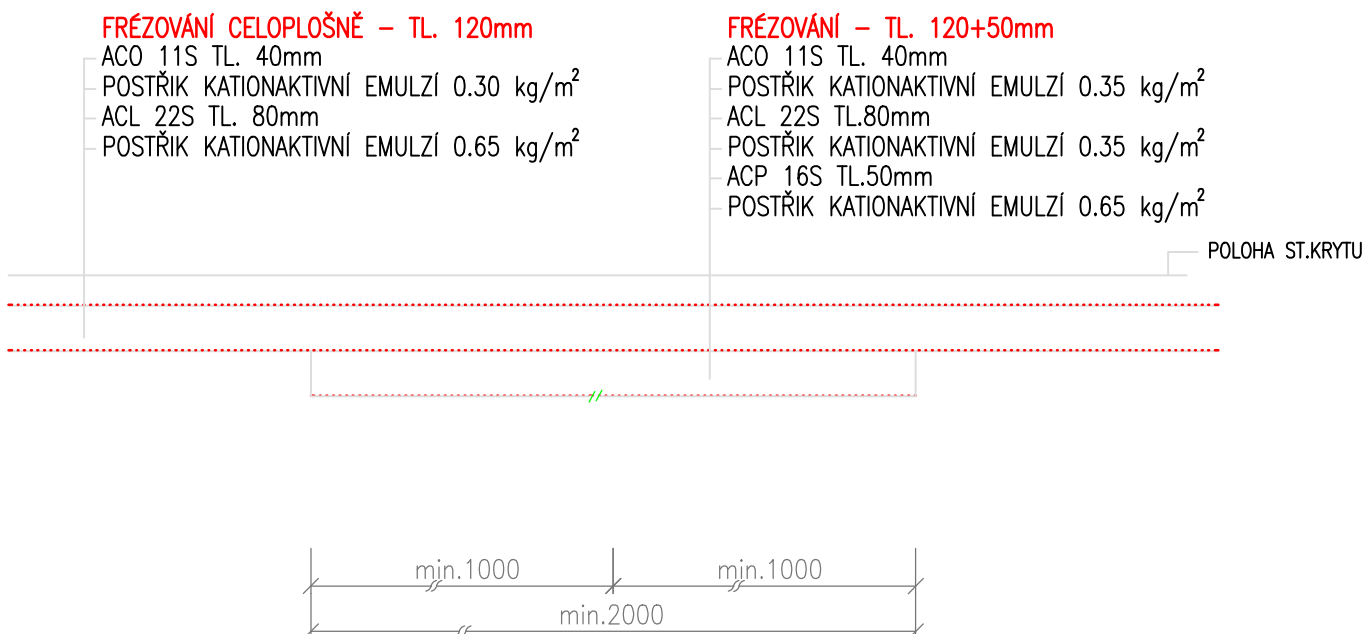 FRÉZOVÁNÍ CELOPLOŠNĚ – TL. 120mm
ACO 11S TL. 40mm
POSTŘIK KATIONAKTIVNÍ EMULZÍ 0.30 kg/m²
ACL 22S TL. 80mm
POSTŘIK KATIONAKTIVNÍ EMULZÍ 0.65 kg/m²
FRÉZOVÁNÍ – TL. 120+50mm
ACO 11S TL. 40mm
POSTŘIK KATIONAKTIVNÍ EMULZÍ 0.35 kg/m²
ACL 22S TL.80mm
POSTŘIK KATIONAKTIVNÍ EMULZÍ 0.35 kg/m²
ACP 16S TL.50mm
POSTŘIK KATIONAKTIVNÍ EMULZÍ 0.65 kg/m²
POLOHA ST.KRYTU
min.1000
min.1000
min.2000